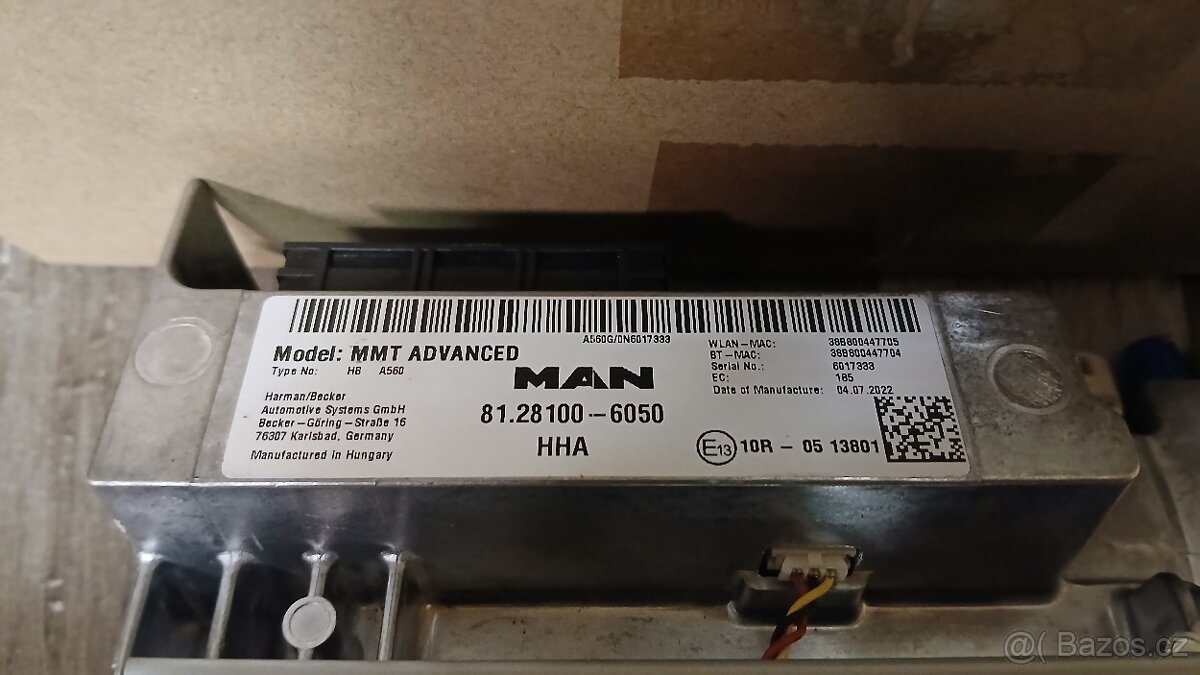 A560G/0N6017333
Model: MMT ADVANCED
Type No: HB A560
MAN
81.28100-6050
HHA
Harman/Becker
Automotive Systems GmbH
Becker-Göring-Straße 16
76307 Karlsbad, Germany
Manufactured in Hungary
WLAN-MAC: 38B800447705
BT-MAC: 38B800447704
Serial No.: 6017333
EC: 185
Date of Manufacture: 04.07.2022
E13 10R - 05 13801
@( Bazos.cz